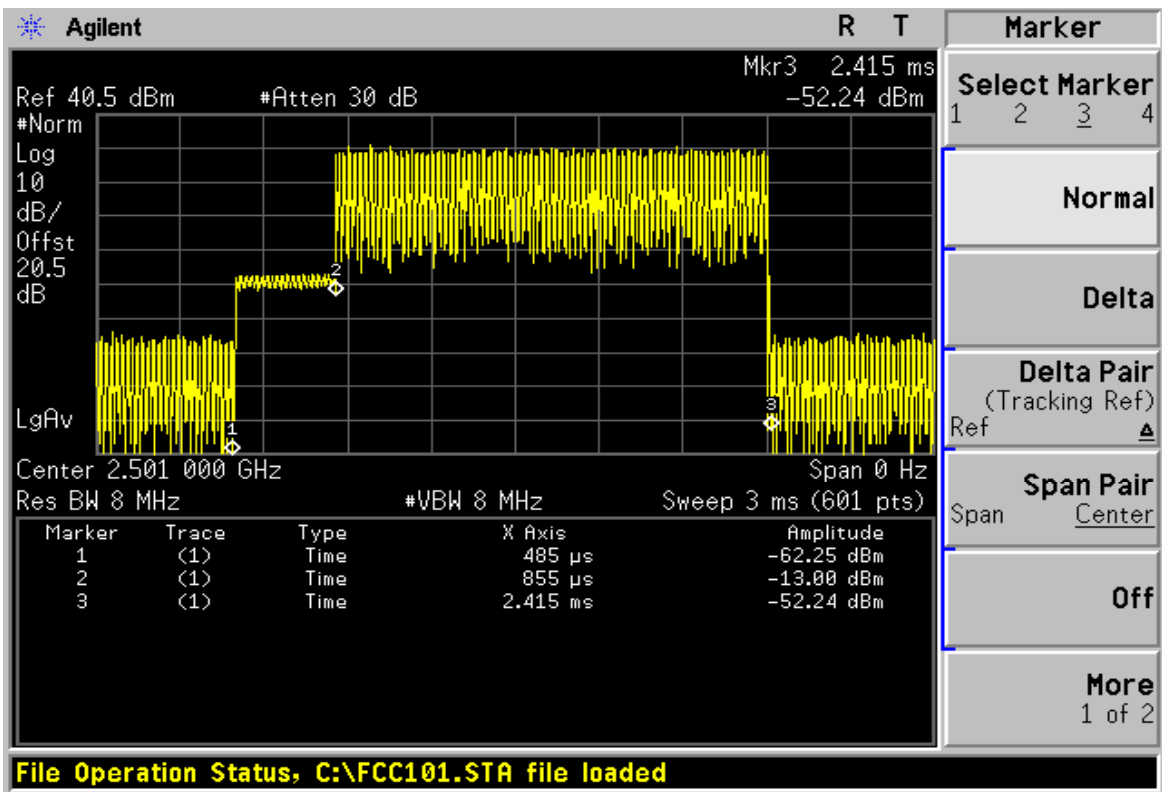 Agilent R T
Mkr3 2.415 ms
Ref 40.5 dBm #Atten 30 dB -52.24 dBm
#Norm
Log
10
dB/
Offst
20.5
dB
LgAv
1
2
3
Center 2.501 000 GHz Span 0 Hz
Res BW 8 MHz #VBW 8 MHz Sweep 3 ms (601 pts)
Marker Trace Type X Axis Amplitude
1 (1) Time 485 µs -62.25 dBm
2 (1) Time 855 µs -13.00 dBm
3 (1) Time 2.415 ms -52.24 dBm
File Operation Status, C:\FCC101.STA file loaded
Marker
Select Marker
1 2 3 4
Normal
Delta
Delta Pair
(Tracking Ref)
Ref Δ
Span Pair
Span Center
Off
More
1 of 2